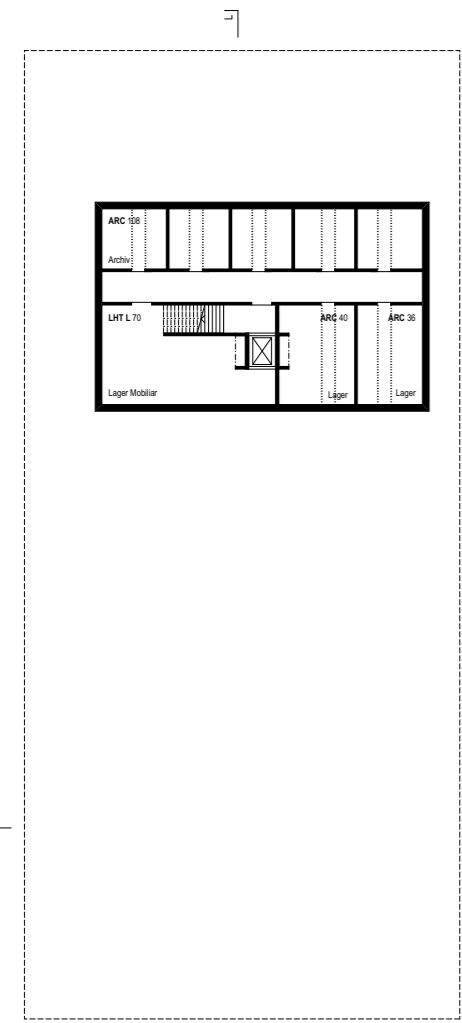 ARC 108
Archiv
LHT L 70
ARC 40
ARC 36
Lager Mobiliar
Lager
Lager